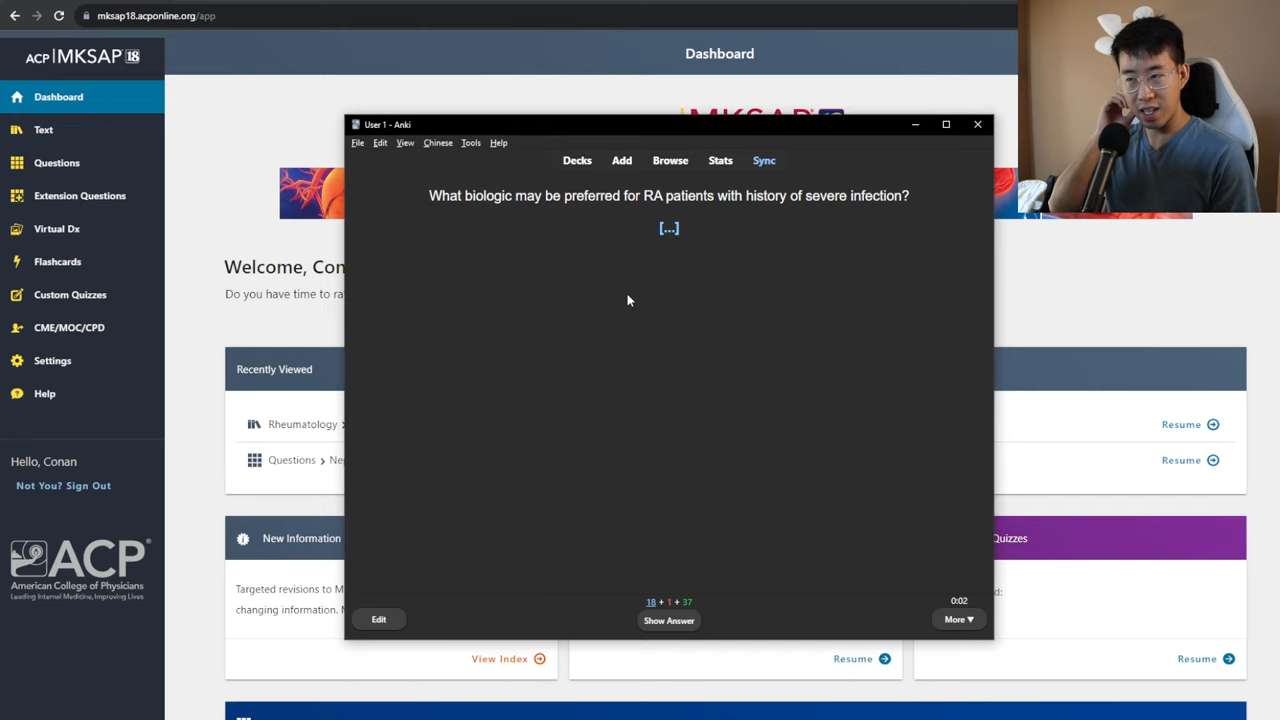 mksap18.acponline.org/app
ACP MKSAP 18
Dashboard
Dashboard
Text
Questions
Extension Questions
Virtual Dx
Flashcards
Custom Quizzes
CME/MOC/CPD
Settings
Help
Hello, Conan
Not You? Sign Out
ACP®
American College of Physicians
Leading Internal Medicine, Improving Lives
MKSAP
Welcome, Con
Do you have time to ra
Recently Viewed
Rheumatology >
Resume
Questions > Ne
Resume
New Information
Quizzes
Targeted revisions to M
changing information.
View Index
Resume
Resume
User 1 - Anki
File Edit View Chinese Tools Help
Decks Add Browse Stats Sync
What biologic may be preferred for RA patients with history of severe infection?
[...]
18 + 1 + 37
0:02
Edit
Show Answer
More ▼